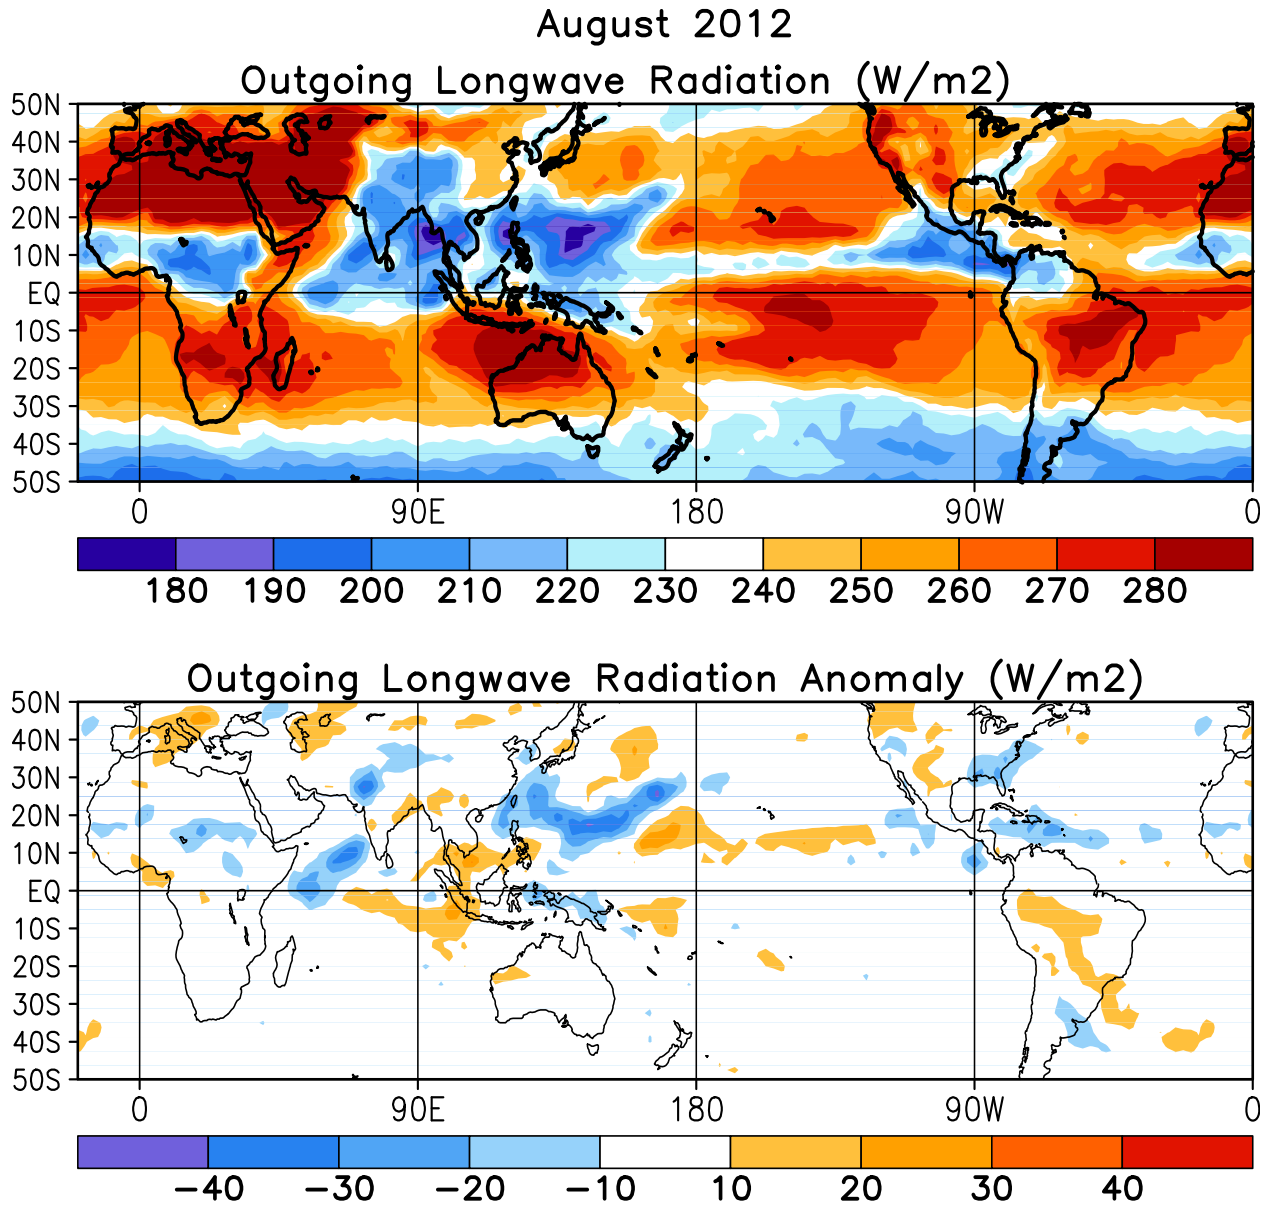 August 2012
Outgoing Longwave Radiation (W/m2)
50N
40N
30N
20N
10N
EQ
10S
20S
30S
40S
50S
0 90E 180 90W 0
180 190 200 210 220 230 240 250 260 270 280
Outgoing Longwave Radiation Anomaly (W/m2)
50N
40N
30N
20N
10N
EQ
10S
20S
30S
40S
50S
0 90E 180 90W 0
−40 −30 −20 −10 10 20 30 40